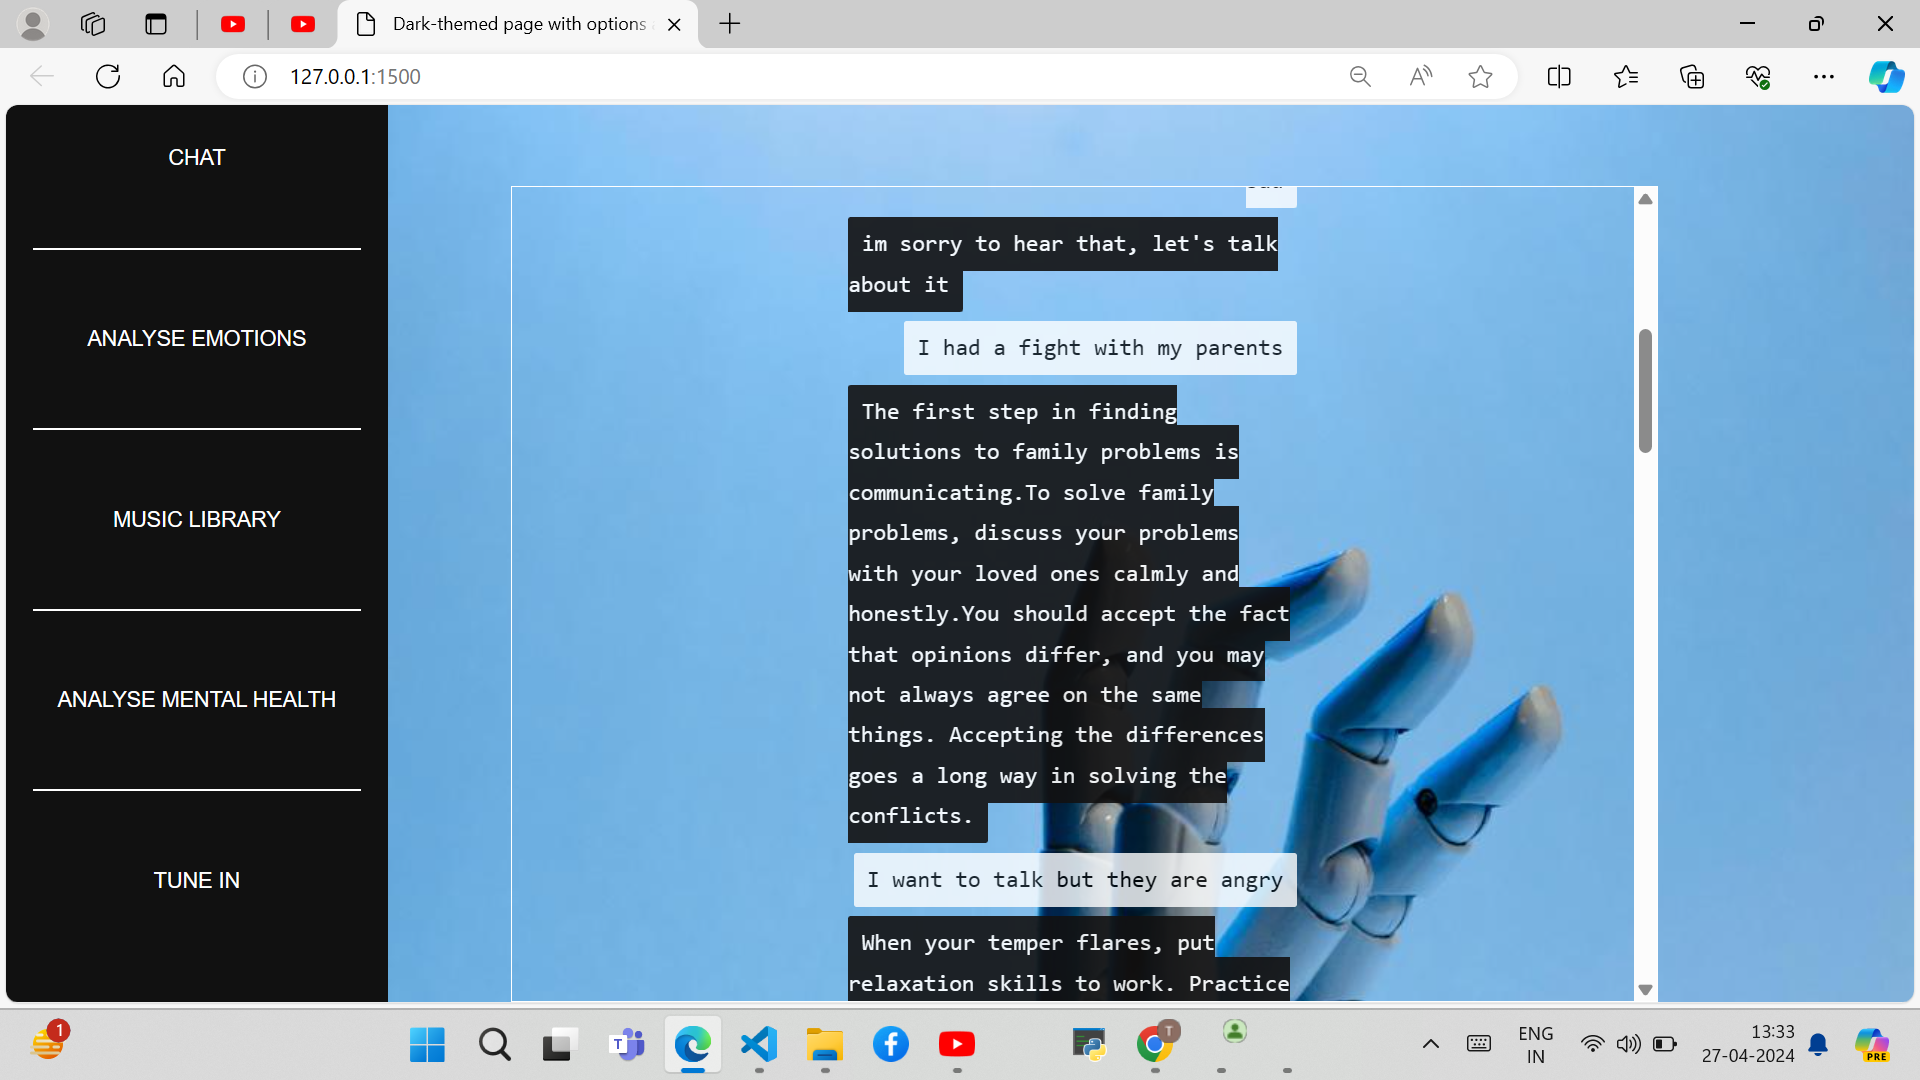 Dark-themed page with options
127.0.0.1:1500
CHAT
ANALYSE EMOTIONS
MUSIC LIBRARY
ANALYSE MENTAL HEALTH
TUNE IN
im sorry to hear that, let's talk
about it
I had a fight with my parents
The first step in finding
solutions to family problems is
communicating.To solve family
problems, discuss your problems
with your loved ones calmly and
honestly.You should accept the fact
that opinions differ, and you may
not always agree on the same
things. Accepting the differences
goes a long way in solving the
conflicts.
I want to talk but they are angry
When your temper flares, put
relaxation skills to work. Practice
1
T
T
ENG
IN
13:33
27-04-2024
PRE